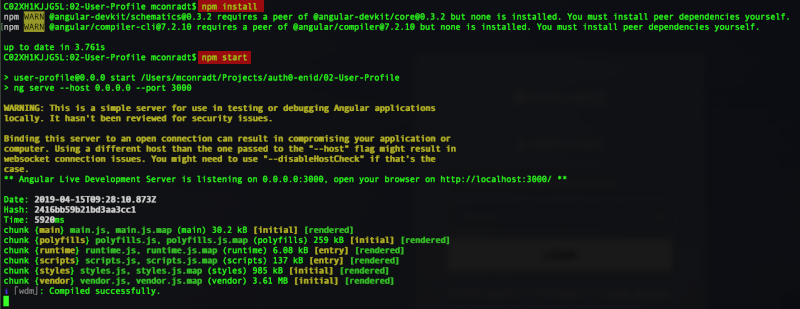 C02XH1KJJG5L:02-User-Profile mconradt$ npm install
npm WARN @angular-devkit/schematics@0.3.2 requires a peer of @angular-devkit/core@0.3.2 but none is installed. You must install peer dependencies yourself.
npm WARN @angular/compiler-cli@7.2.10 requires a peer of @angular/compiler@7.2.10 but none is installed. You must install peer dependencies yourself.
up to date in 3.761s
C02XH1KJJG5L:02-User-Profile mconradt$ npm start
> user-profile@0.0.0 start /Users/mconradt/Projects/auth0-enid/02-User-Profile
> ng serve --host 0.0.0.0 --port 3000
WARNING: This is a simple server for use in testing or debugging Angular applications
locally. It hasn't been reviewed for security issues.
Binding this server to an open connection can result in compromising your application or
computer. Using a different host than the one passed to the "--host" flag might result in
websocket connection issues. You might need to use "--disableHostCheck" if that's the
case.
** Angular Live Development Server is listening on 0.0.0.0:3000, open your browser on http://localhost:3000/ **
Date: 2019-04-15T09:28:10.873Z
Hash: 2416bb59b21bd3aa3cc1
Time: 5920ms
chunk {main} main.js, main.js.map (main) 30.2 kB [initial] [rendered]
chunk {polyfills} polyfills.js, polyfills.js.map (polyfills) 259 kB [initial] [rendered]
chunk {runtime} runtime.js, runtime.js.map (runtime) 6.08 kB [entry] [rendered]
chunk {scripts} scripts.js, scripts.js.map (scripts) 137 kB [entry] [rendered]
chunk {styles} styles.js, styles.js.map (styles) 985 kB [initial] [rendered]
chunk {vendor} vendor.js, vendor.js.map (vendor) 3.61 MB [initial] [rendered]
ℹ ｢wdm｣: Compiled successfully.